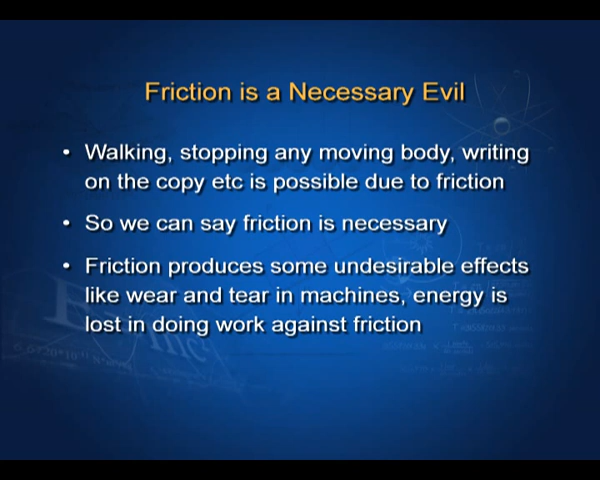 Friction is a Necessary Evil
• Walking, stopping any moving body, writing
on the copy etc is possible due to friction
• So we can say friction is necessary
• Friction produces some undesirable effects
like wear and tear in machines, energy is
lost in doing work against friction